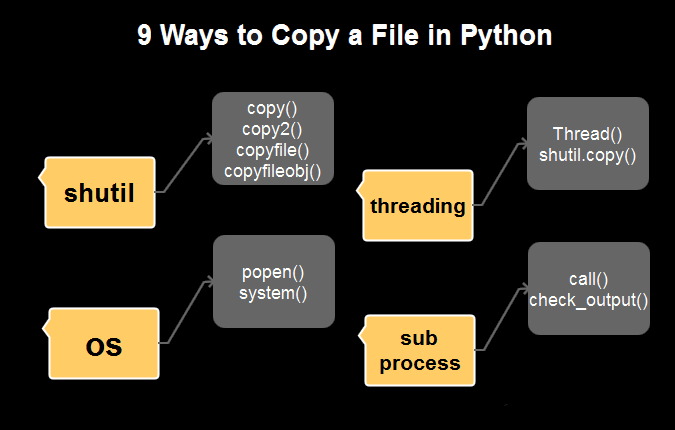 9 Ways to Copy a File in Python
shutil
copy()
copy2()
copyfile()
copyfileobj()
threading
Thread()
shutil.copy()
os
popen()
system()
sub
process
call()
check_output()